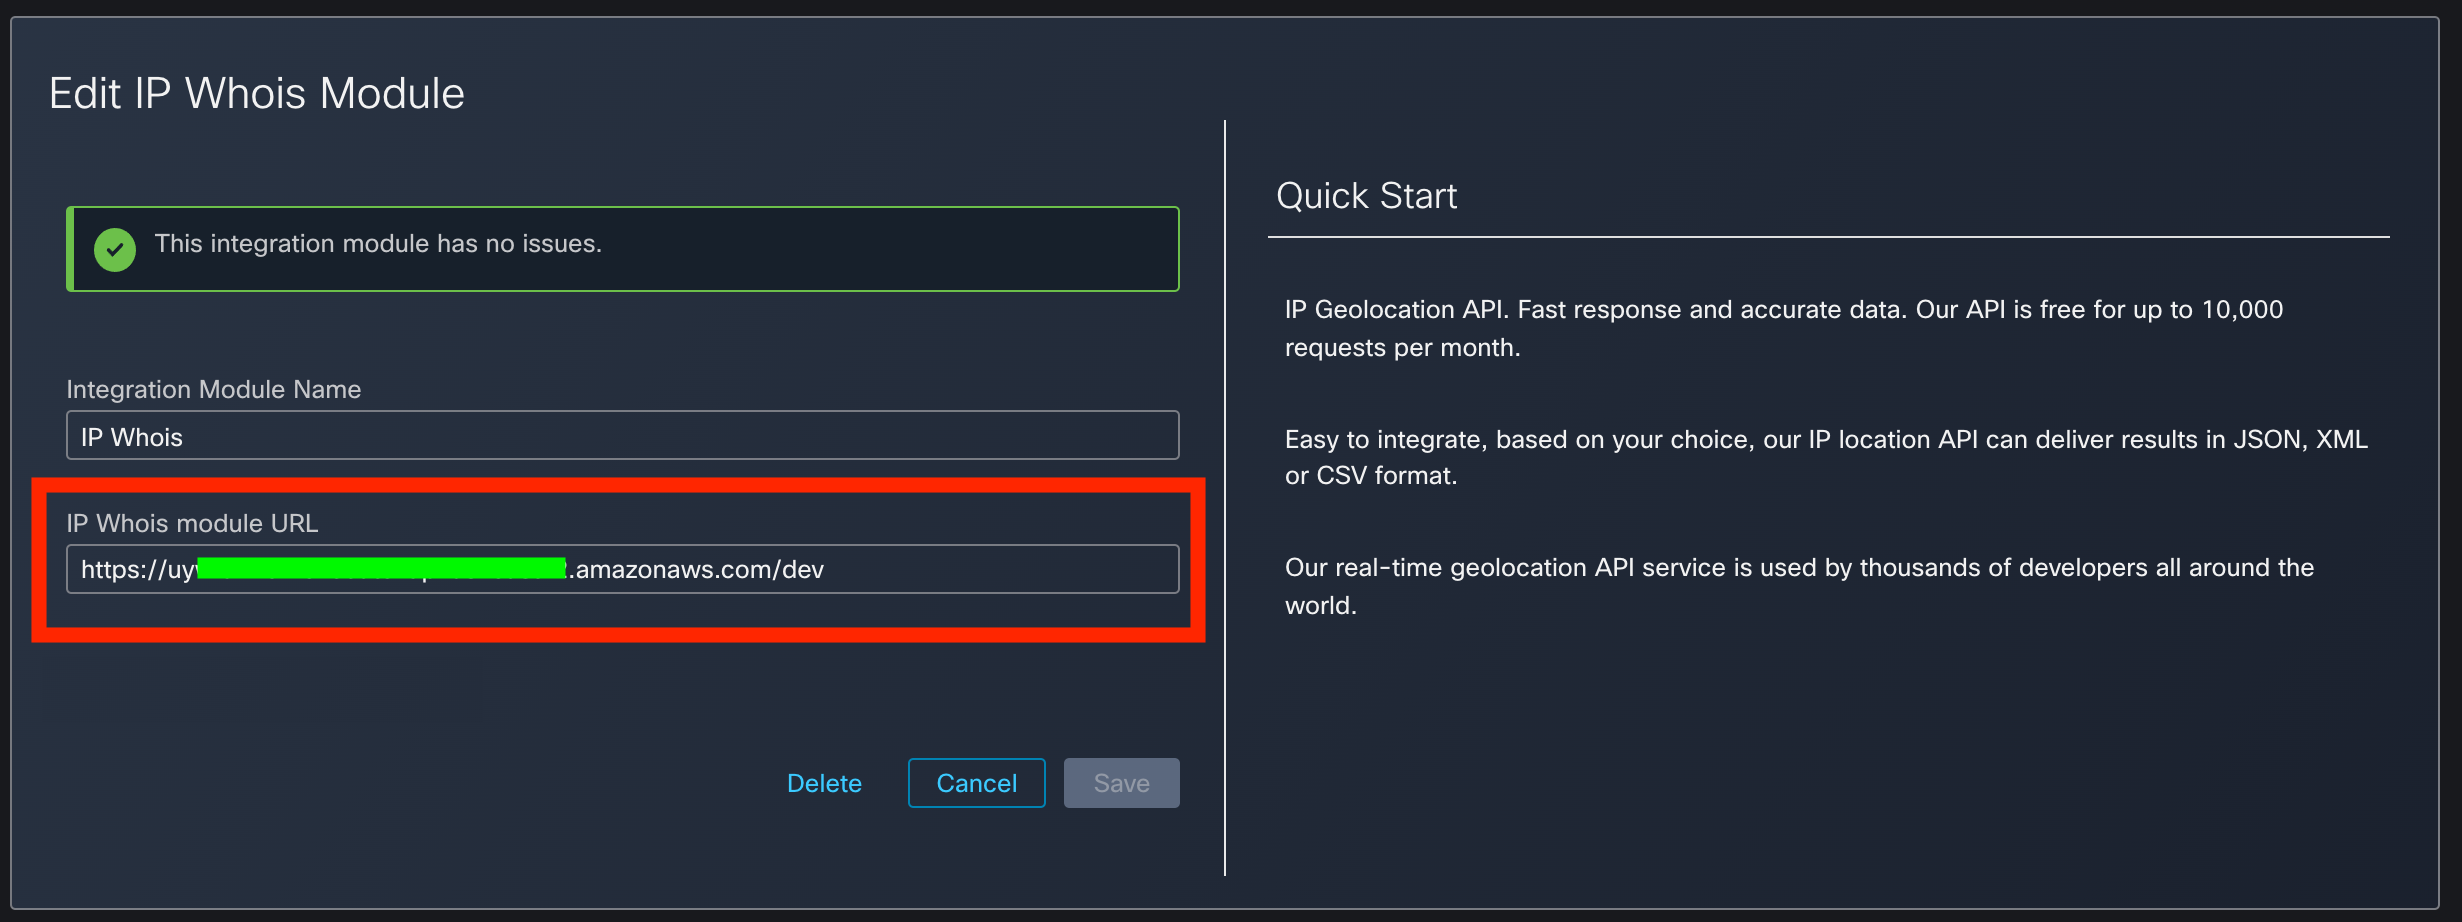 Edit IP Whois Module
This integration module has no issues.
Integration Module Name
IP Whois
IP Whois module URL
https://uy .amazonaws.com/dev
Delete
Cancel
Save
Quick Start
IP Geolocation API. Fast response and accurate data. Our API is free for up to 10,000
requests per month.
Easy to integrate, based on your choice, our IP location API can deliver results in JSON, XML
or CSV format.
Our real-time geolocation API service is used by thousands of developers all around the
world.